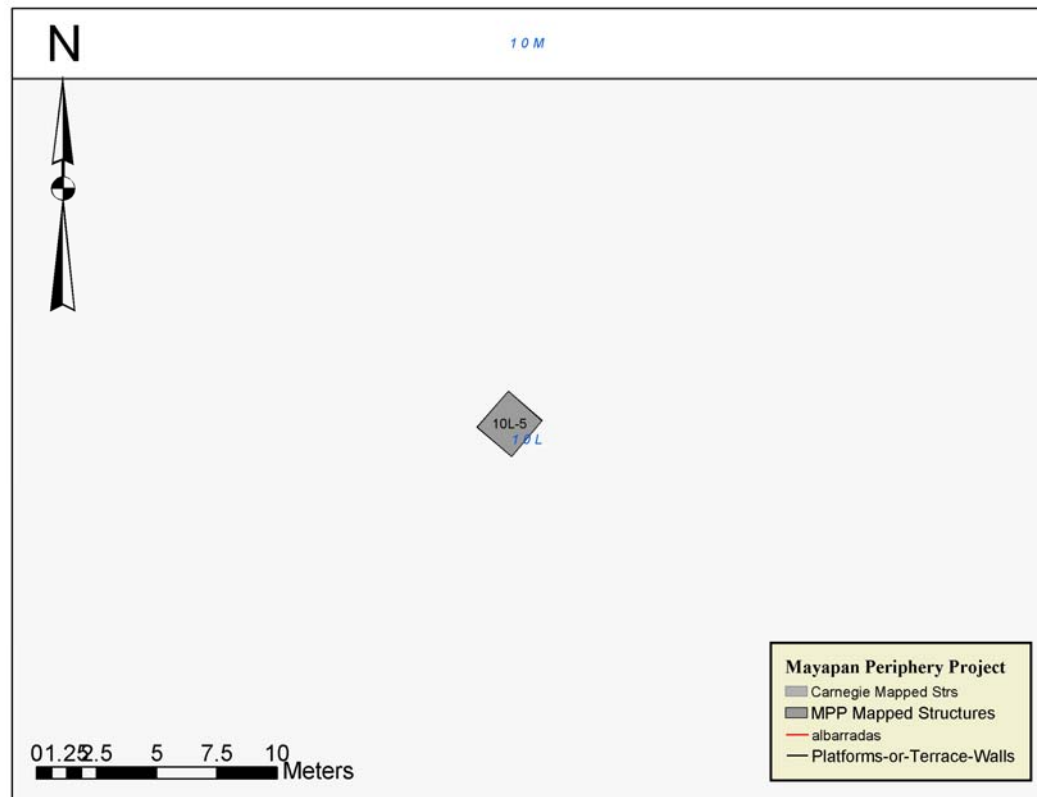 N
10M
10L-5
10L
Mayapan Periphery Project
Carnegie Mapped Strs
MPP Mapped Structures
albarradas
Platforms-or-Terrace-Walls
0 1.25 2.5 5 7.5 10 Meters